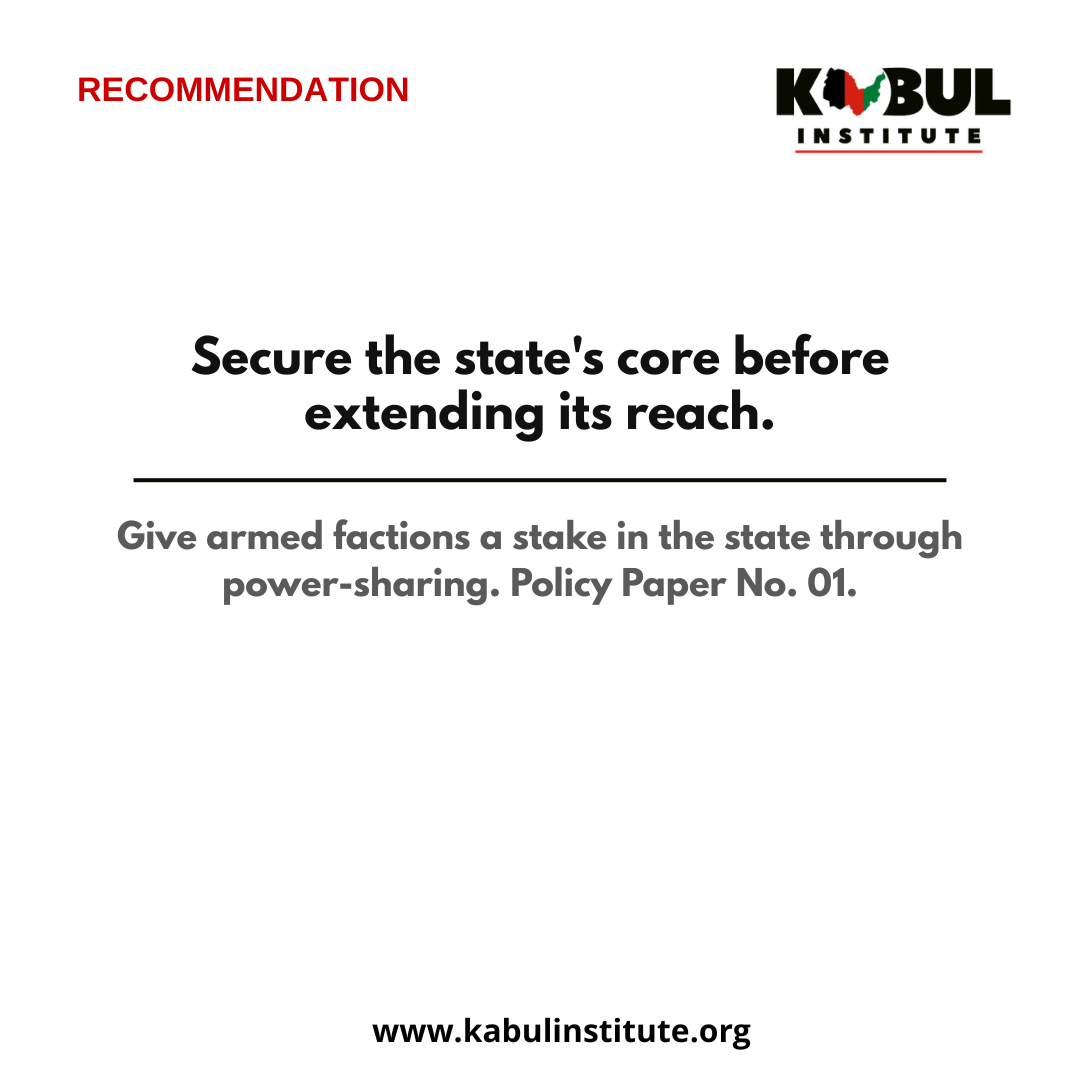 RECOMMENDATION
KABUL
INSTITUTE
Secure the state's core before
extending its reach.
Give armed factions a stake in the state through
power-sharing. Policy Paper No. 01.
www.kabulinstitute.org